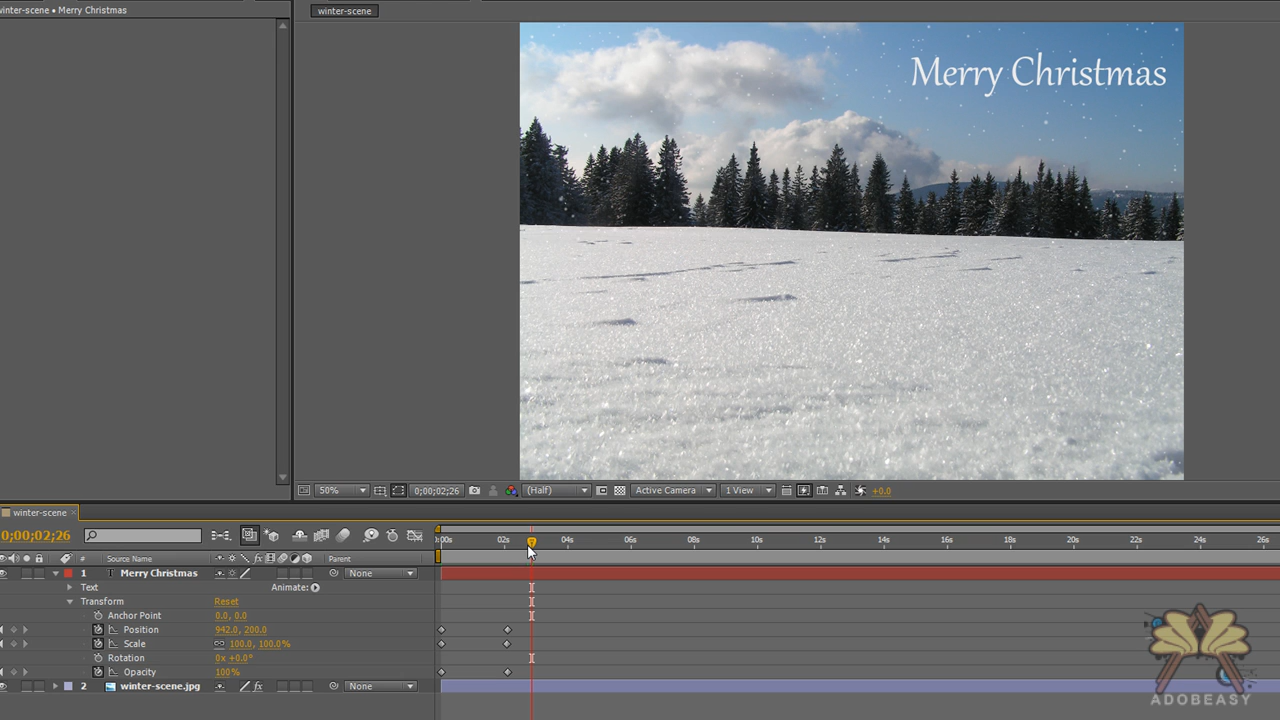 winter-scene • Merry Christmas
winter-scene
Merry Christmas
50%
0;00;02;26
(Half)
Active Camera
1 View
+0.0
winter-scene
0;00;02;26
# Source Name
fx
Parent
:00s 02s 04s 06s 08s 10s 12s 14s 16s 18s 20s 22s 24s 26s
1 T Merry Christmas None
Text Animate:
Transform Reset
Anchor Point 0.0, 0.0
Position 942.0, 200.0
Scale 100.0, 100.0%
Rotation 0x +0.0°
Opacity 100%
2 winter-scene.jpg fx None
ADOBEASY